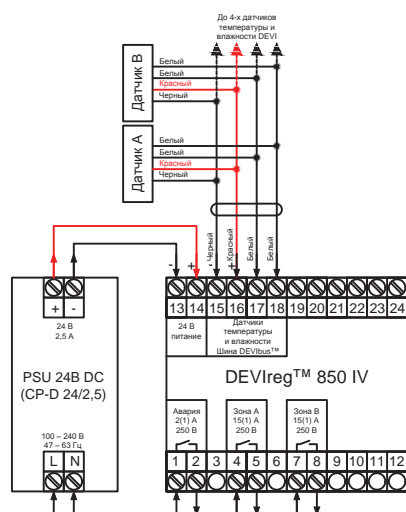 До 4-х датчиков
температуры и
влажности DEVI
Датчик B
Белый
Белый
Красный
Черный
Датчик A
Белый
Белый
Красный
Черный
- Черный
+ Красный
Белый
Белый
- +
+ -
24 В
2,5 А
PSU 24В DC
(CP-D 24/2,5)
100 – 240 В
47 – 63 Гц
L N
13 14 15 16 17 18 19 20 21 22 23 24
24 В
питание
Датчики
температуры
и влажности
Шина DEVIbus™
DEVIreg™ 850 IV
Авария
2(1) А
250 В
Зона А
15(1) А
250 В
Зона В
15(1) А
250 В
1 2 3 4 5 6 7 8 9 10 11 12